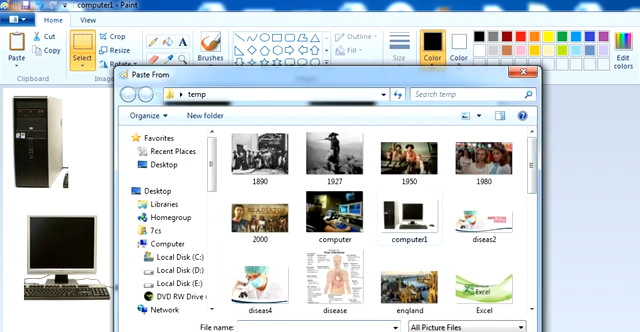 computer1 - Paint
Home View
Paste
Cut
Copy
Clipboard
Select
Crop
Resize
Rotate
Brushes
Outline
Size
Color
Color
Colors
Edit
colors
Paste From
temp
Search temp
Organize New folder
Favorites
Recent Places
Desktop
Desktop
Libraries
Homegroup
7cs
Computer
Local Disk (C:)
Local Disk (D:)
Local Disk (E:)
DVD RW Drive
Network
1890 1927 1950 1980
2000 computer computer1 diseas2
diseas4 disease england Excel
File name: All Picture Files